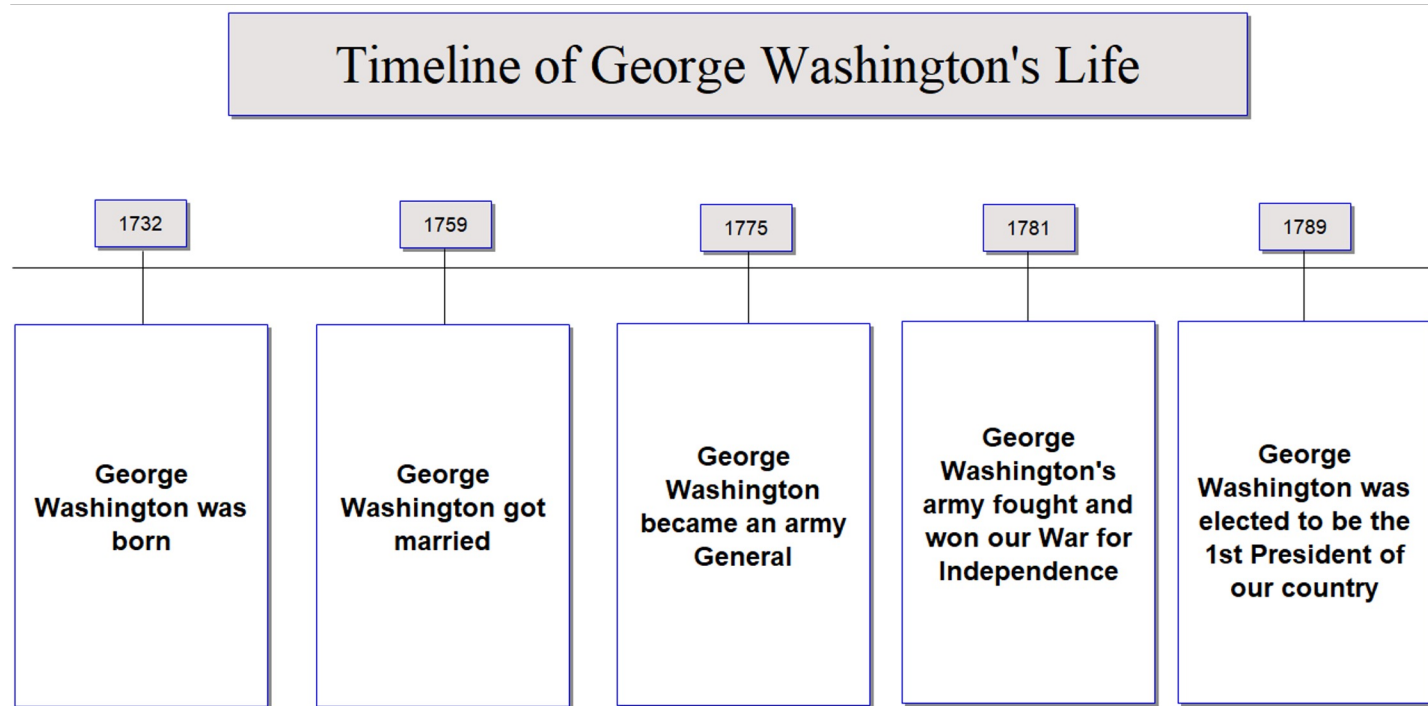 Timeline of George Washington's Life
1732
1759
1775
1781
1789
George
Washington was
born
George
Washington got
married
George
Washington
became an army
General
George
Washington's
army fought and
won our War for
Independence
George
Washington was
elected to be the
1st President of
our country